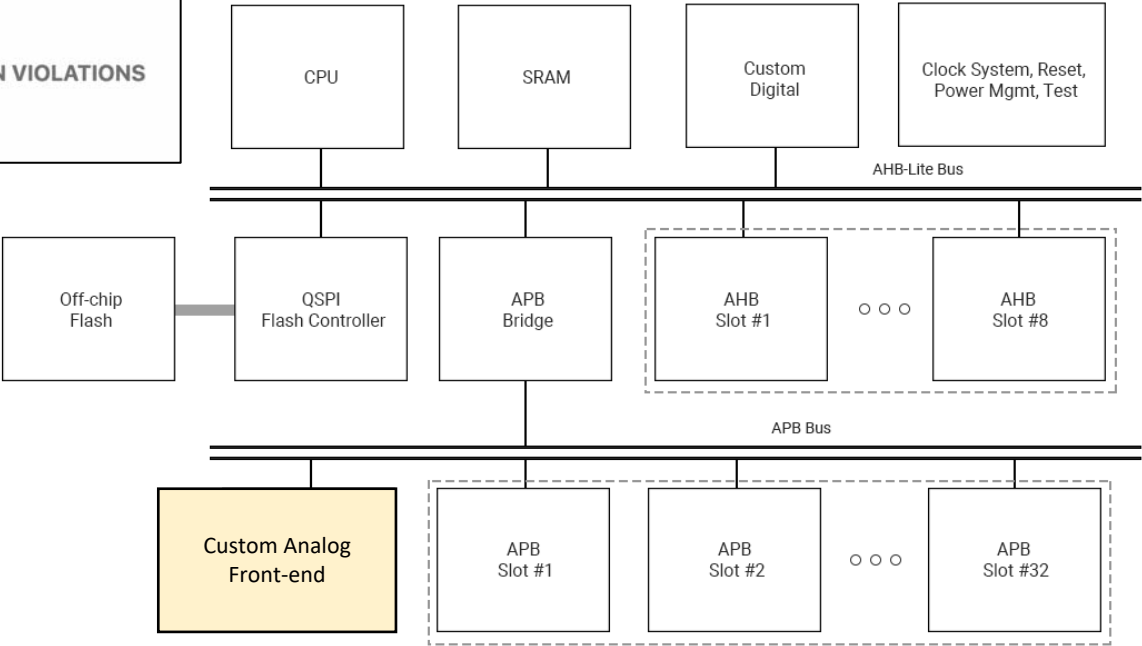 N VIOLATIONS
CPU
SRAM
Custom
Digital
Clock System, Reset,
Power Mgmt, Test
AHB-Lite Bus
Off-chip
Flash
QSPI
Flash Controller
APB
Bridge
AHB
Slot #1
AHB
Slot #8
APB Bus
Custom Analog
Front-end
APB
Slot #1
APB
Slot #2
APB
Slot #32